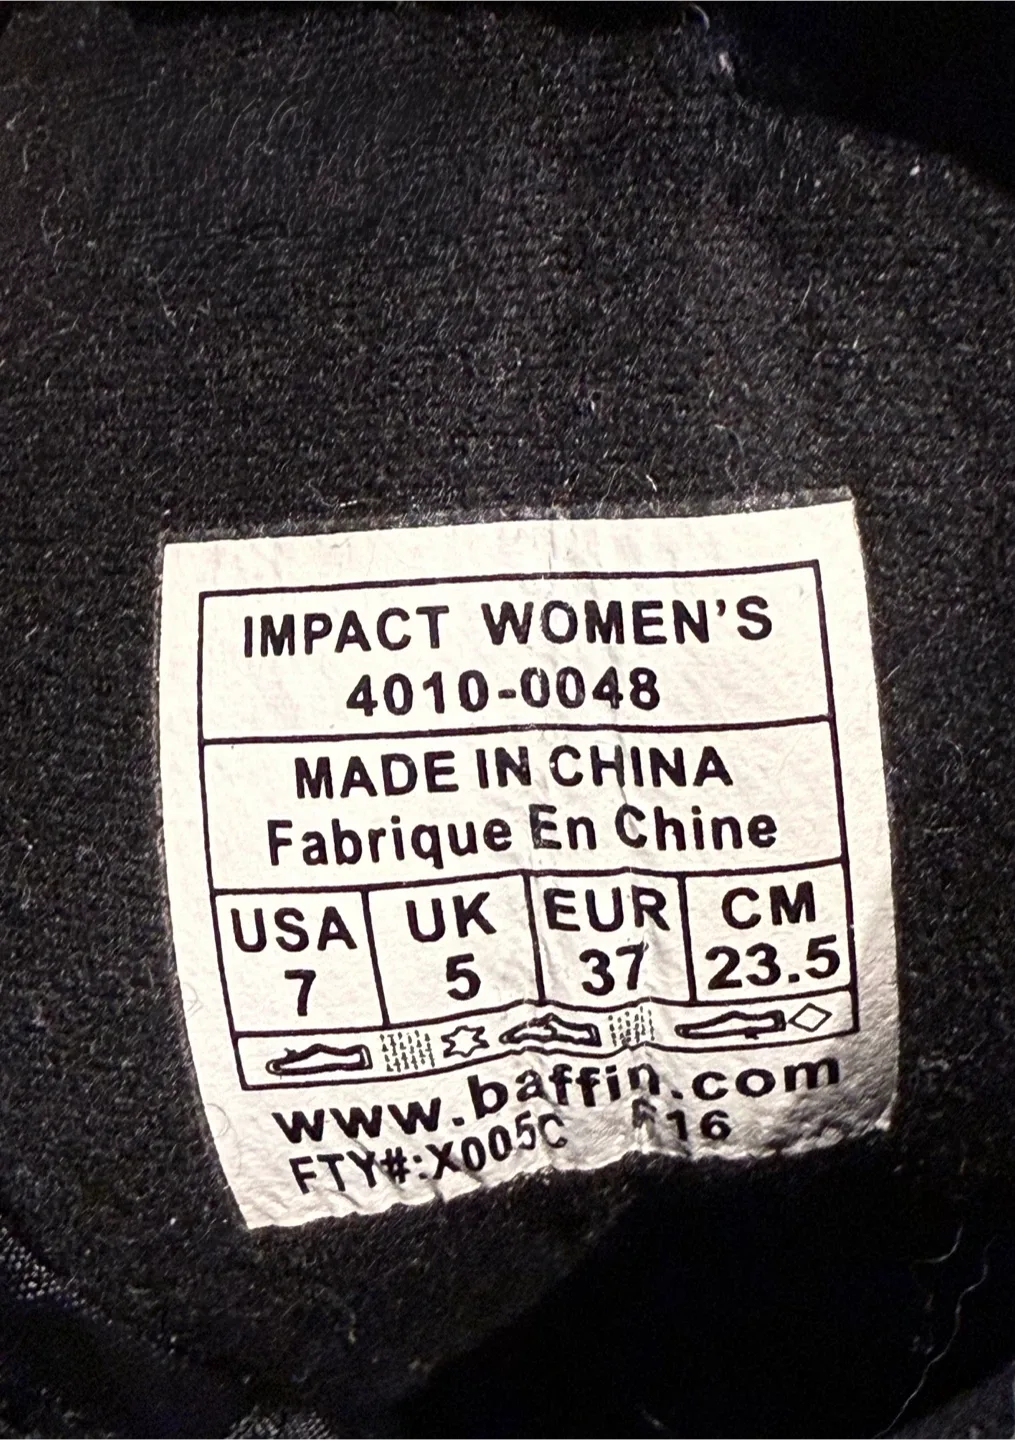 IMPACT WOMEN'S
4010-0048
MADE IN CHINA
Fabrique En Chine
USA UK EUR CM
7 5 37 23.5
www.baffin.com
FTY#:X005C F16